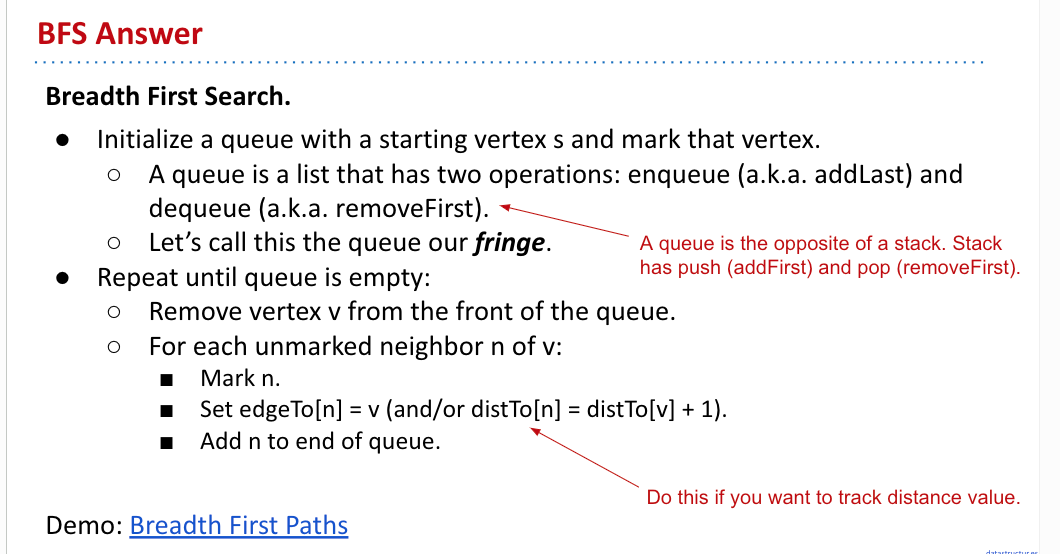 BFS Answer
Breadth First Search.
● Initialize a queue with a starting vertex s and mark that vertex.
○ A queue is a list that has two operations: enqueue (a.k.a. addLast) and
dequeue (a.k.a. removeFirst).
○ Let’s call this the queue our fringe.
A queue is the opposite of a stack. Stack
has push (addFirst) and pop (removeFirst).
● Repeat until queue is empty:
○ Remove vertex v from the front of the queue.
○ For each unmarked neighbor n of v:
■ Mark n.
■ Set edgeTo[n] = v (and/or distTo[n] = distTo[v] + 1).
■ Add n to end of queue.
Do this if you want to track distance value.
Demo: Breadth First Paths
datastructur.es